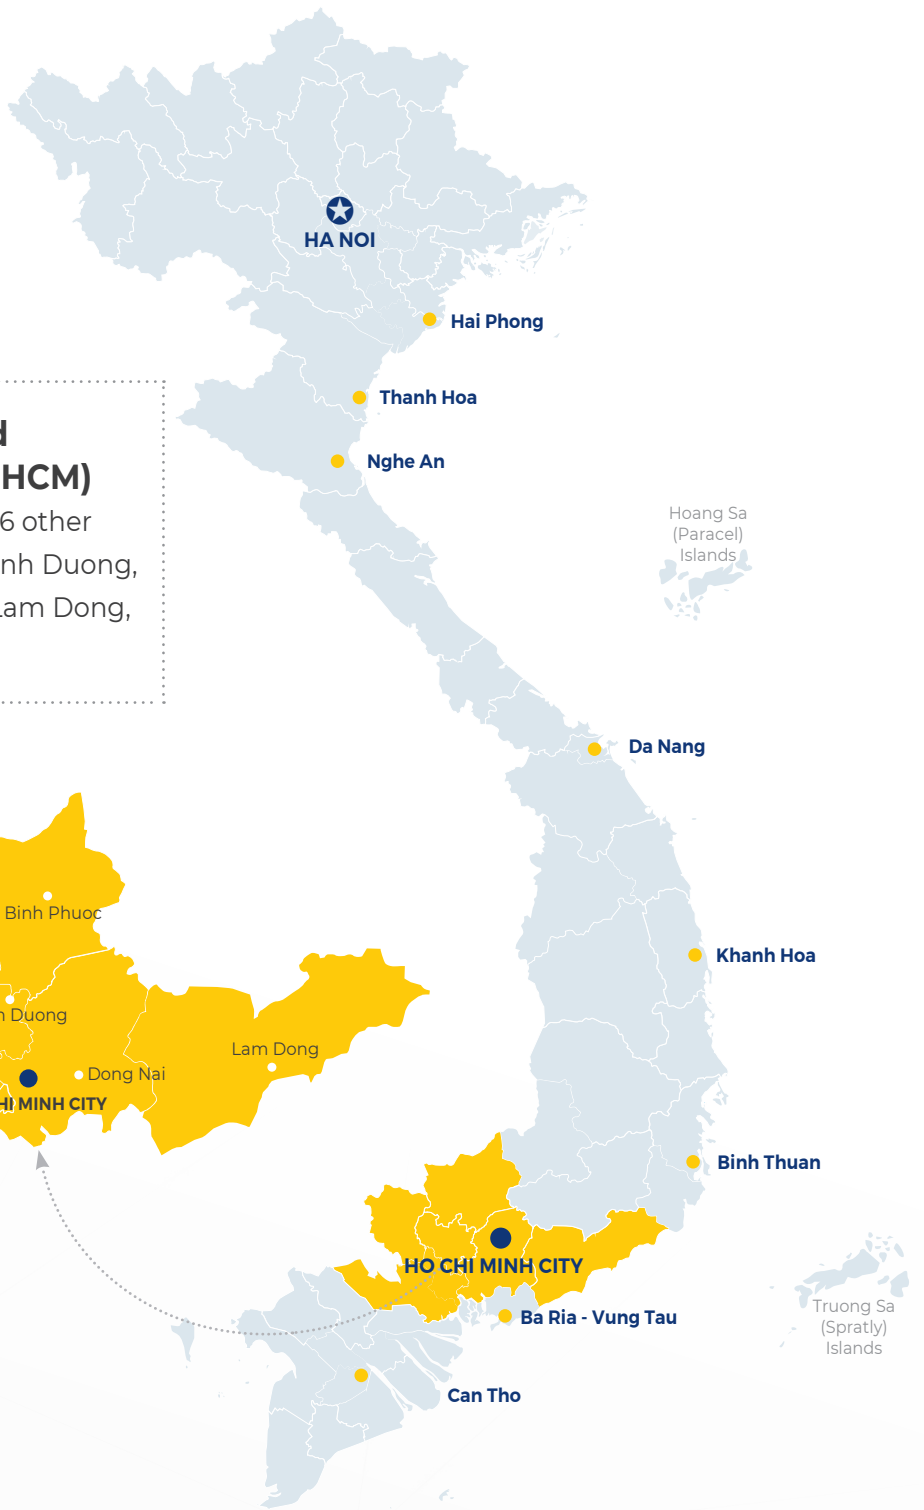 HA NOI
Hai Phong
Thanh Hoa
HCM)
Nghe An
6 other
Hoang Sa
(Paracel)
Islands
nh Duong,
Lam Dong,
Da Nang
Binh Phuoc
Khanh Hoa
n Duong
Lam Dong
Dong Nai
HI MINH CITY
Binh Thuan
HO CHI MINH CITY
Ba Ria - Vung Tau
Truong Sa
(Spratly)
Islands
Can Tho